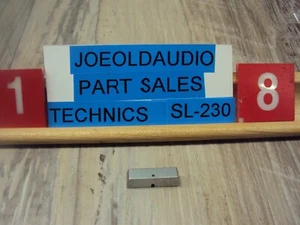 JOEOLDAUDIO
1 PART SALES 8
TECHNICS SL-230